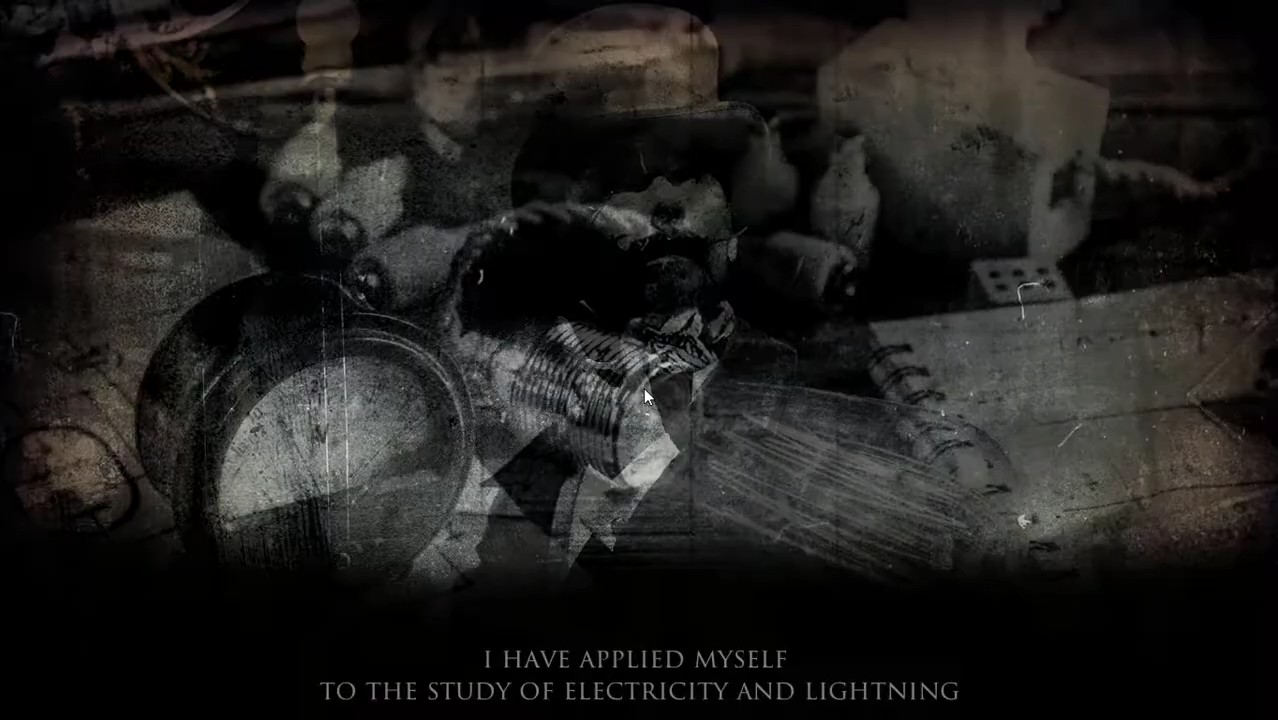 I HAVE APPLIED MYSELF
TO THE STUDY OF ELECTRICITY AND LIGHTNING